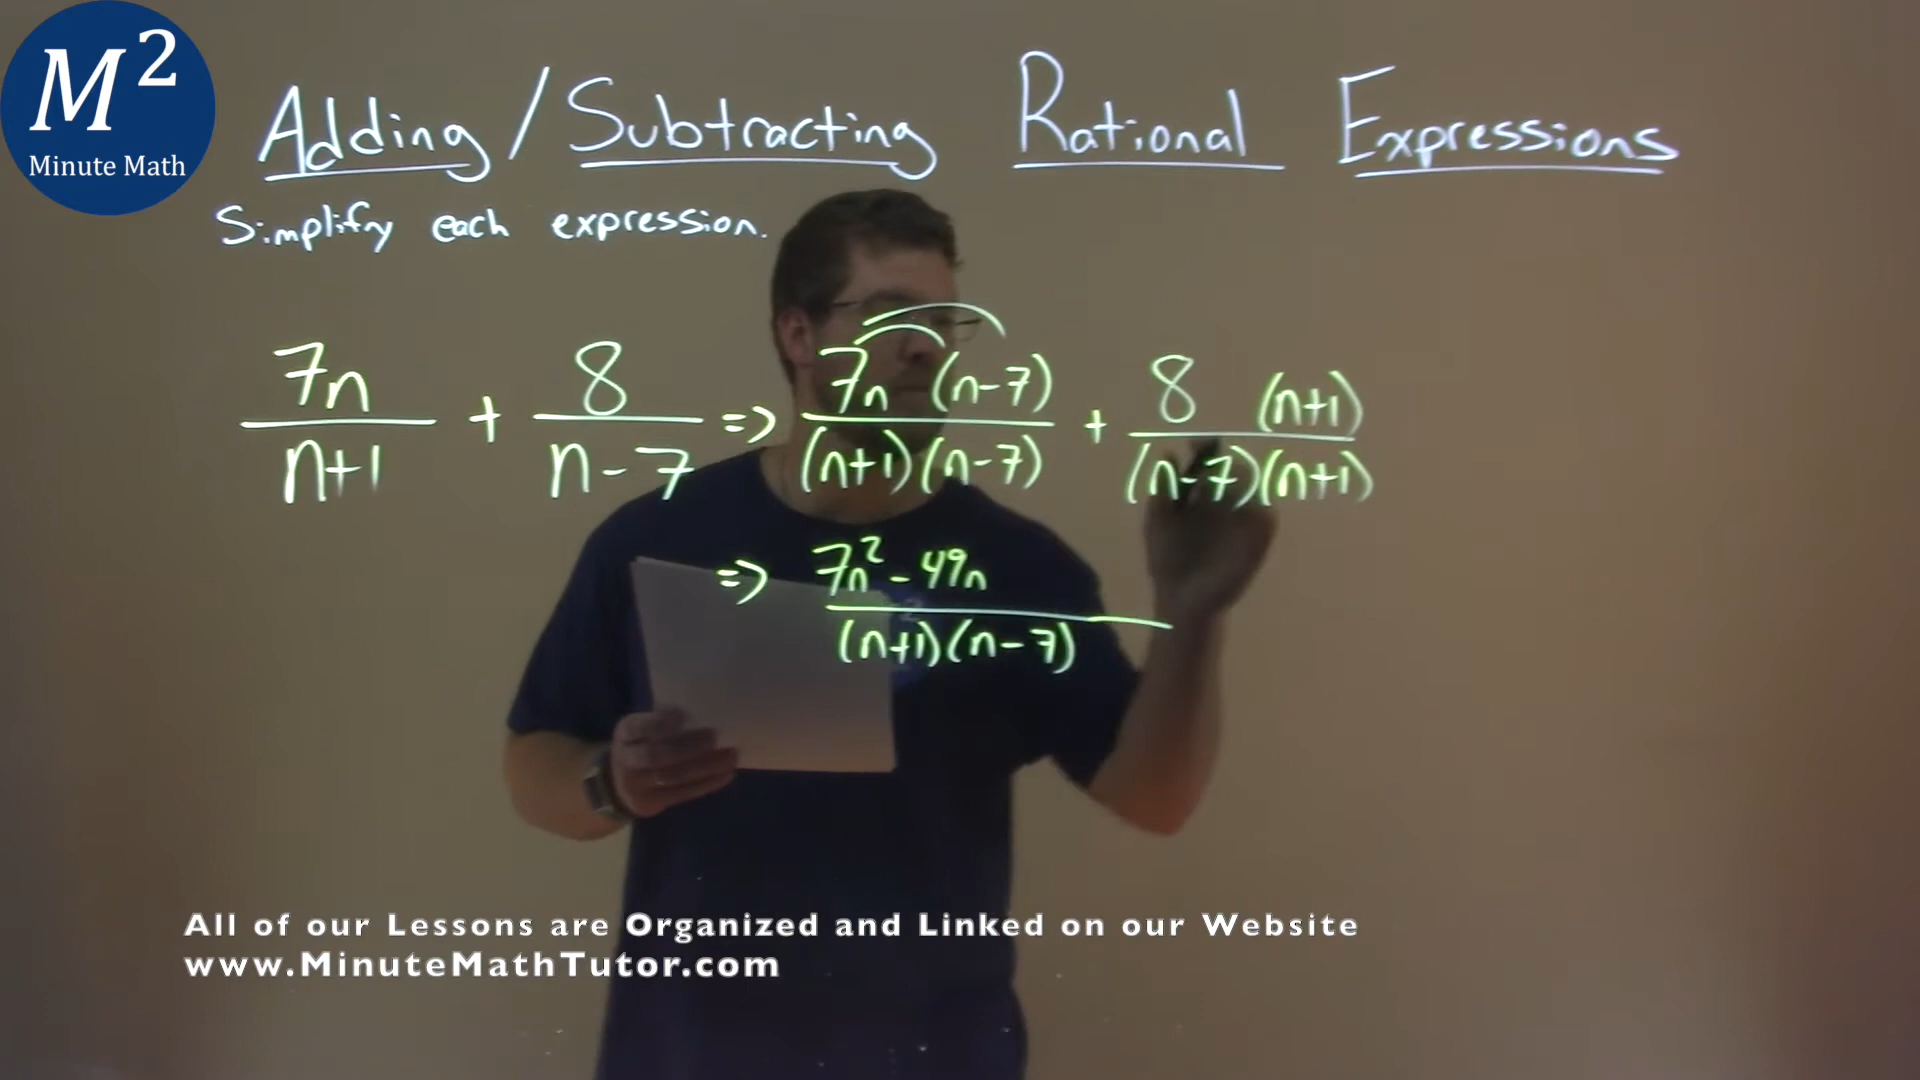 M²
Minute Math
Adding/Subtracting Rational Expressions
Simplify each expression.
7n/(n+1) + 8/(n-7) => 7n(n-7)/(n+1)(n-7) + 8(n+1)/(n-7)(n+1)
=> 7n²-49n/(n+1)(n-7)
All of our Lessons are Organized and Linked on our Website
www.MinuteMathTutor.com